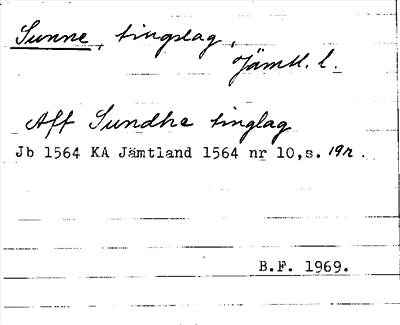 Sunne, tingslag,
Jämtl. l.
Aff Sundhe tinglag
Jb 1564 KA Jämtland 1564 nr 10,s. 19r.
B.F. 1969.